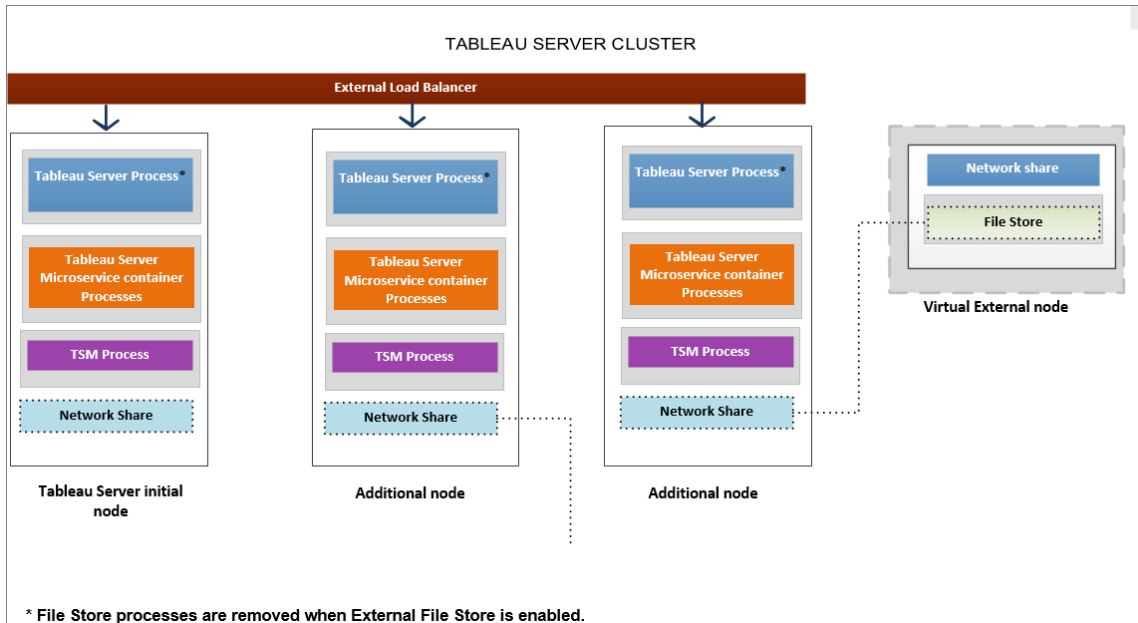 TABLEAU SERVER CLUSTER
External Load Balancer
Tableau Server Process*
Tableau Server
Microservice container
Processes
TSM Process
Network Share
Tableau Server initial
node
Tableau Server Process*
Tableau Server
Microservice container
Processes
TSM Process
Network Share
Additional node
Tableau Server Process*
Tableau Server
Microservice container
Processes
TSM Process
Network Share
Additional node
Network share
File Store
Virtual External node
* File Store processes are removed when External File Store is enabled.